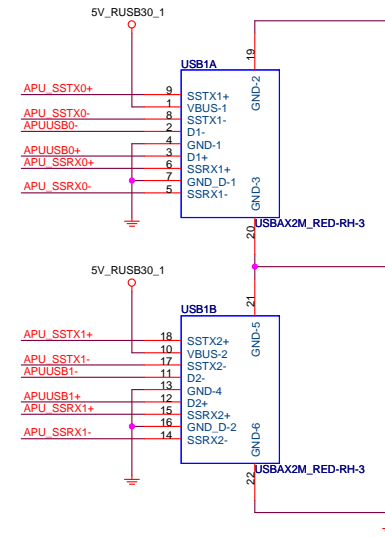 5V_RUSB30_1
USB1A
19
APU_SSTX0+ 9 SSTX1+ GND-2
1 VBUS-1
APU_SSTX0- 8 SSTX1-
APUUSB0- 2 D1-
4 GND-1
APUUSB0+ 3 D1+
APU_SSRX0+ 6 SSRX1+
7 GND_D-1 GND-3
APU_SSRX0- 5 SSRX1-
20 USBAX2M_RED-RH-3
5V_RUSB30_1
21
USB1B
APU_SSTX1+ 18 SSTX2+ GND-5
10 VBUS-2
APU_SSTX1- 17 SSTX2-
APUUSB1- 11 D2-
13 GND-4
APUUSB1+ 12 D2+
APU_SSRX1+ 15 SSRX2+
16 GND_D-2 GND-6
APU_SSRX1- 14 SSRX2-
22 USBAX2M_RED-RH-3